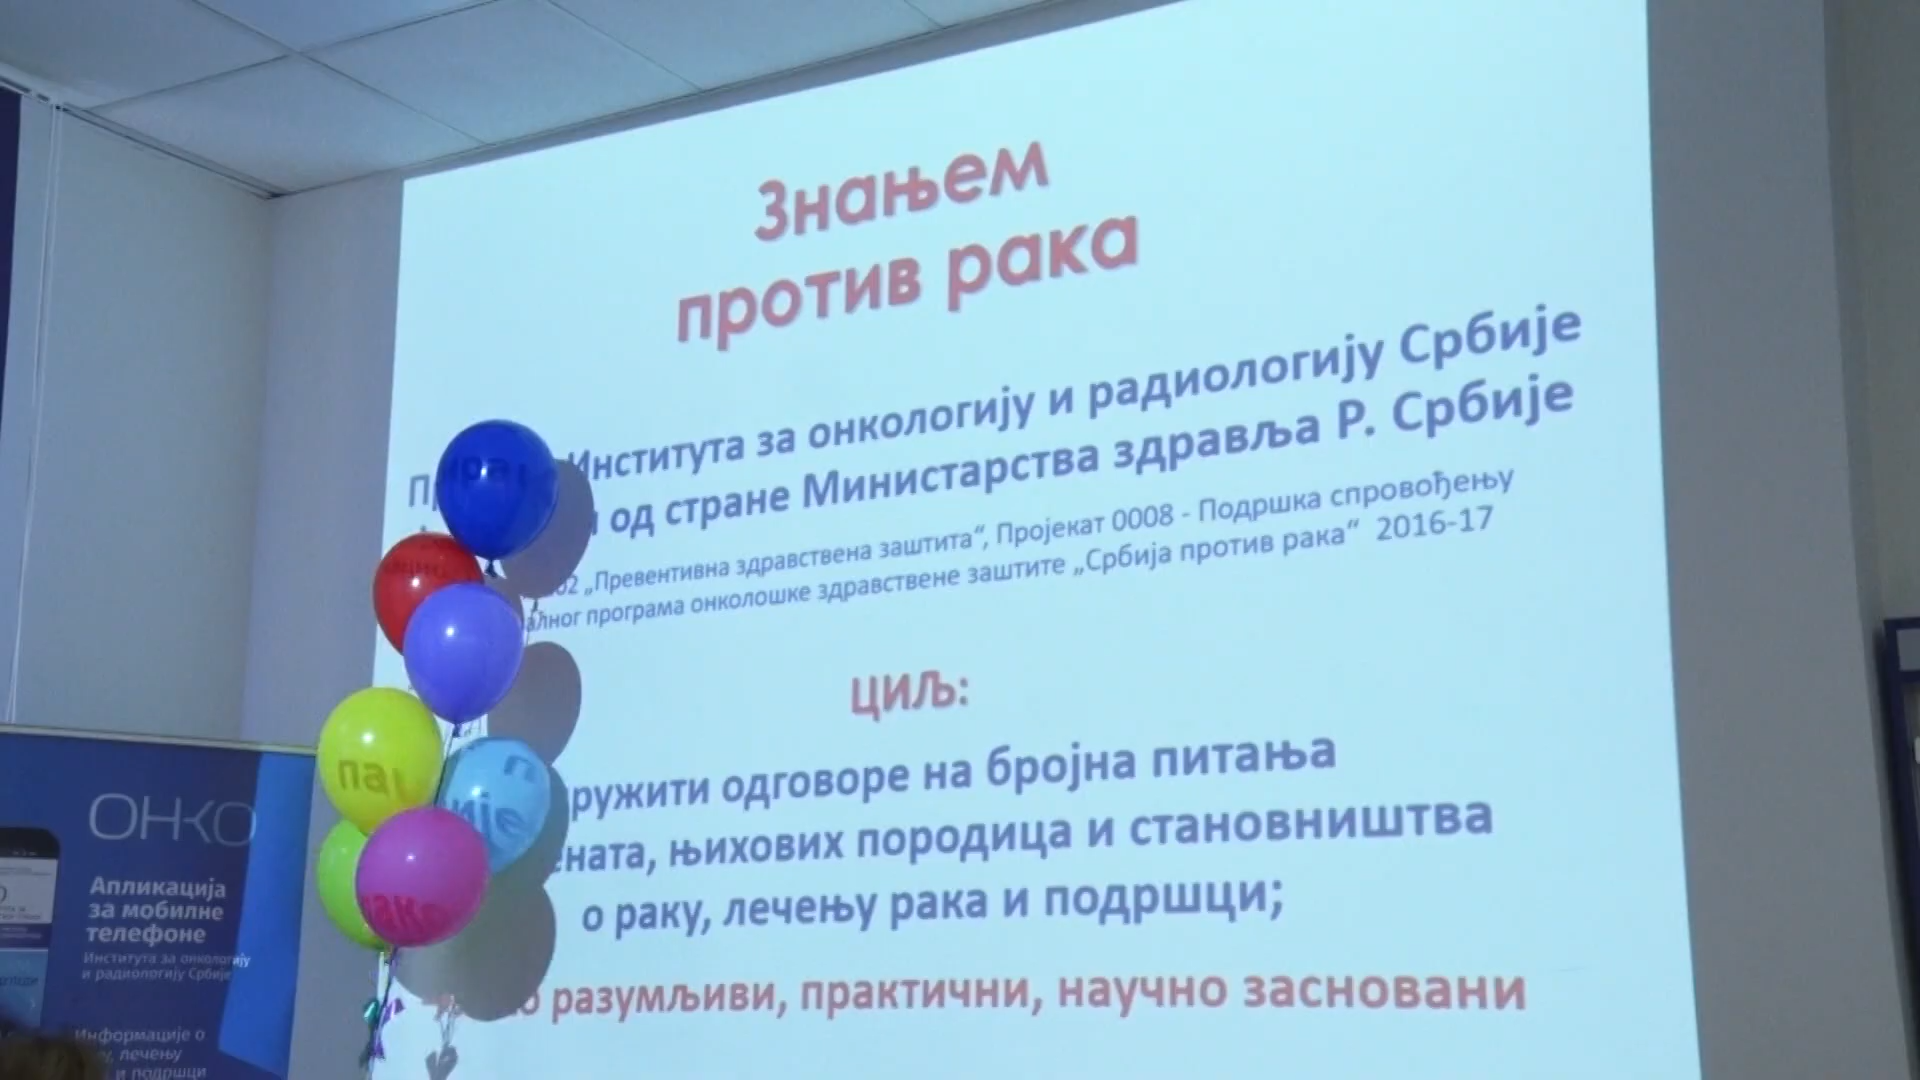 Знањем
против рака
Института за онкологију и радиологију Србије
од стране Министарства здравља Р. Србије
„Превентивна здравствена заштита“, Пројекат 0008 - Подршка спровођењу
програма онколошке здравствене заштите „Србија против рака“ 2016-17
ЦИЉ:
одговоре на бројна питања
њихових породица и становништва
о раку, лечењу рака и подршци;
разумљиви, практични, научно засновани
ОНКО
Апликација
за мобилне
телефоне
Института за онкологију
и радиологију Србије
Информације о
лечењу
и подршци